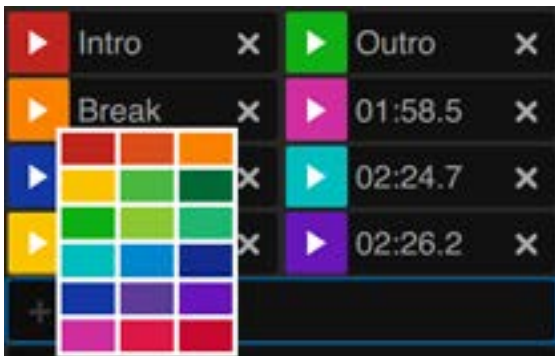 Intro × Outro ×
Break × 01:58.5 ×
× 02:24.7 ×
× 02:26.2 ×
+